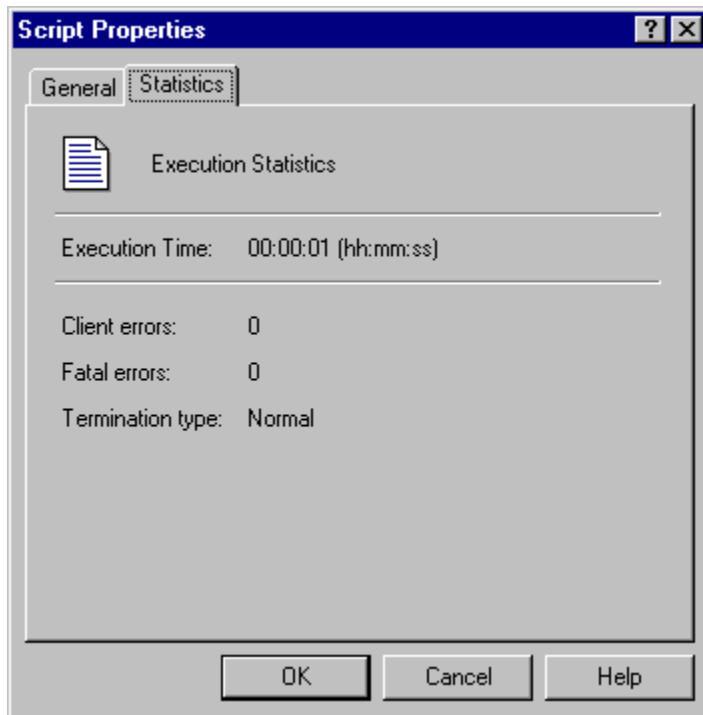 Script Properties
General
Statistics
Execution Statistics
Execution Time: 00:00:01 (hh:mm:ss)
Client errors: 0
Fatal errors: 0
Termination type: Normal
OK Cancel Help